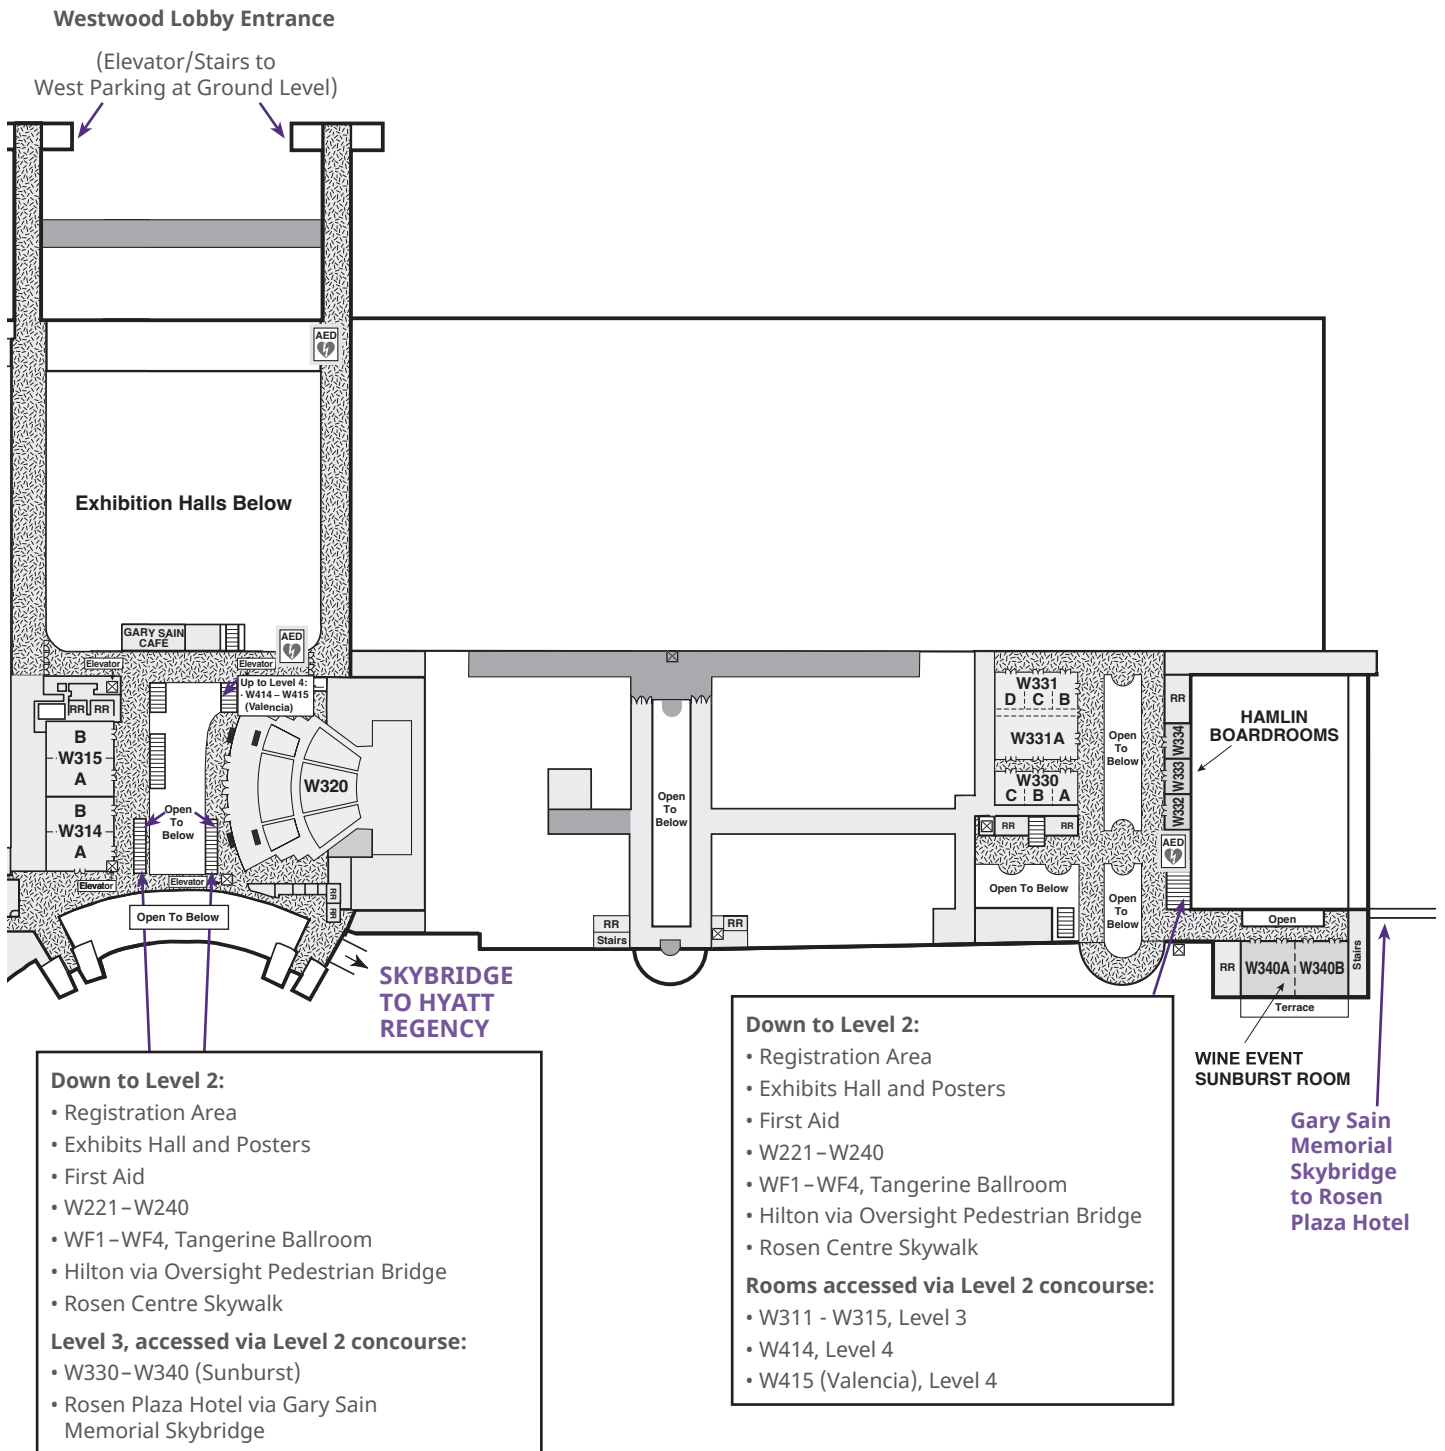 Westwood Lobby Entrance
(Elevator/Stairs to
West Parking at Ground Level)
AED
Exhibition Halls Below
GARY SAIN
CAFÉ
AED
Elevator
Elevator
Up to Level 4:
· W414 – W415
(Valencia)
RR
RR
B
W315
A
B
W314
A
Open
To
Below
W320
Elevator
Elevator
Open To Below
RR
RR
SKYBRIDGE
TO HYATT
REGENCY
Open
To
Below
RR
Stairs
RR
W331
D C B
W331A
W330
C B A
RR
RR
Open To Below
Open
To
Below
Open
To
Below
RR
W334
W333
W332
AED
HAMLIN
BOARDROOMS
Open
RR
W340A
W340B
Stairs
Terrace
WINE EVENT
SUNBURST ROOM
Gary Sain
Memorial
Skybridge
to Rosen
Plaza Hotel
Down to Level 2:
• Registration Area
• Exhibits Hall and Posters
• First Aid
• W221–W240
• WF1–WF4, Tangerine Ballroom
• Hilton via Oversight Pedestrian Bridge
• Rosen Centre Skywalk
Level 3, accessed via Level 2 concourse:
• W330–W340 (Sunburst)
• Rosen Plaza Hotel via Gary Sain
Memorial Skybridge
Down to Level 2:
• Registration Area
• Exhibits Hall and Posters
• First Aid
• W221–W240
• WF1–WF4, Tangerine Ballroom
• Hilton via Oversight Pedestrian Bridge
• Rosen Centre Skywalk
Rooms accessed via Level 2 concourse:
• W311 - W315, Level 3
• W414, Level 4
• W415 (Valencia), Level 4